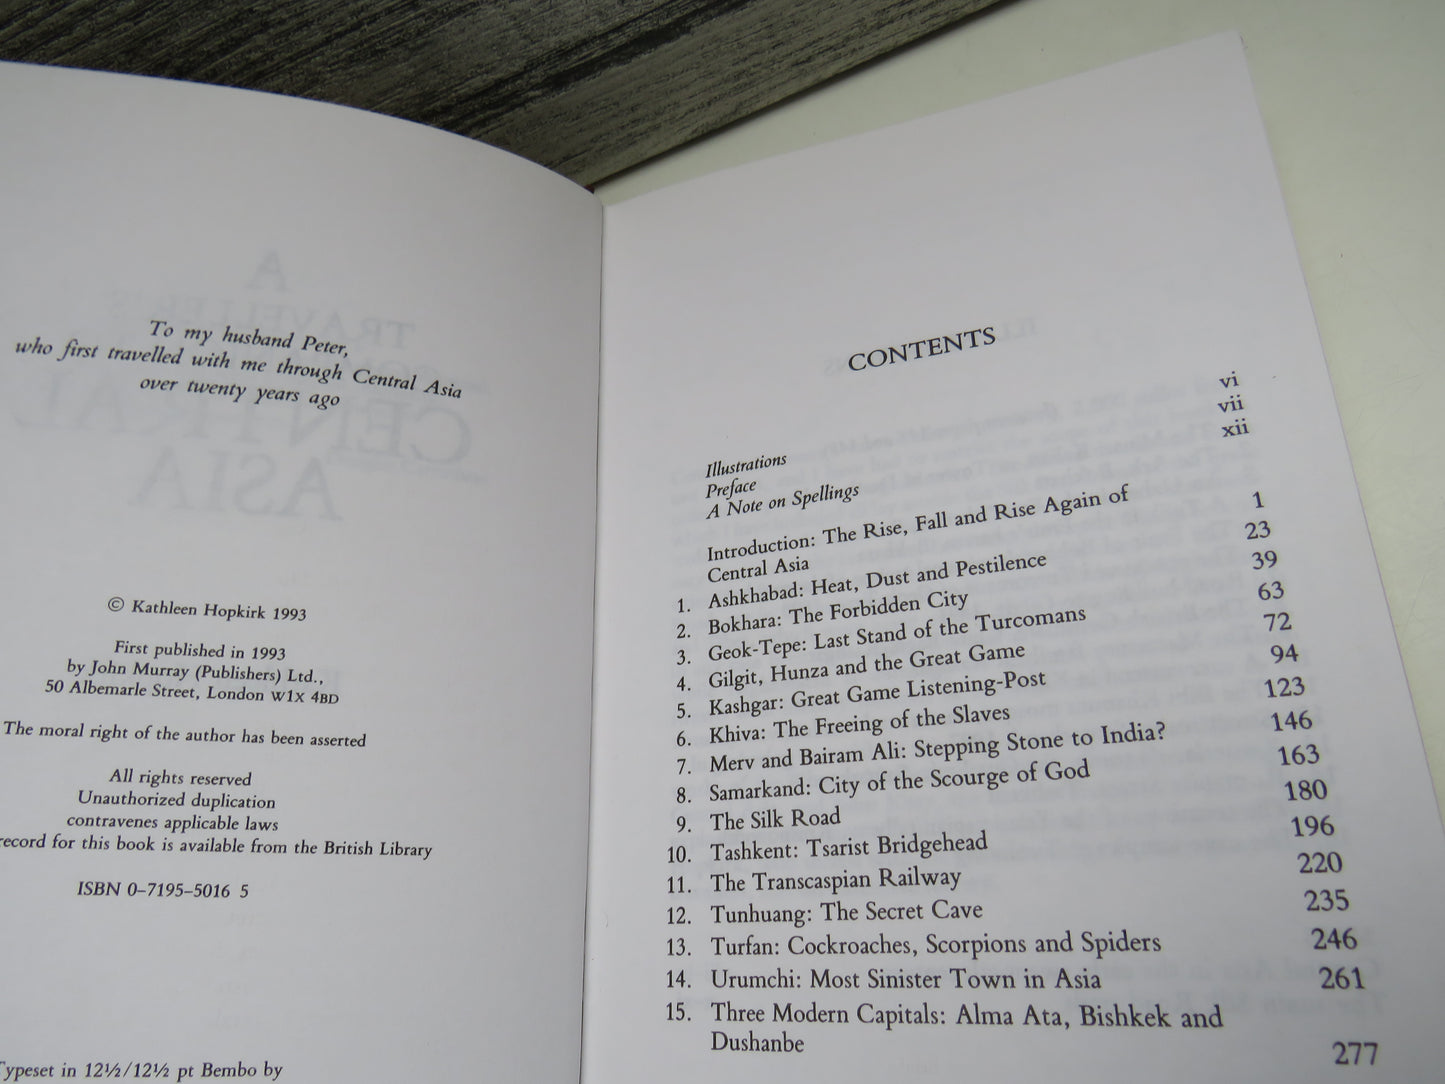 To my husband Peter,
who first travelled with me through Central Asia
over twenty years ago
© Kathleen Hopkirk 1993
First published in 1993
by John Murray (Publishers) Ltd.,
50 Albemarle Street, London W1X 4BD
The moral right of the author has been asserted
All rights reserved
Unauthorized duplication
contravenes applicable laws
record for this book is available from the British Library
ISBN 0–7195–5016 5
Typeset in 12½/12½ pt Bembo by
CONTENTS
Illustrations vi
Preface vii
A Note on Spellings xii
Introduction: The Rise, Fall and Rise Again of
Central Asia 1
1. Ashkhabad: Heat, Dust and Pestilence 23
2. Bokhara: The Forbidden City 39
3. Geok-Tepe: Last Stand of the Turcomans 63
4. Gilgit, Hunza and the Great Game 72
5. Kashgar: Great Game Listening-Post 94
6. Khiva: The Freeing of the Slaves 123
7. Merv and Bairam Ali: Stepping Stone to India? 146
8. Samarkand: City of the Scourge of God 163
9. The Silk Road 180
10. Tashkent: Tsarist Bridgehead 196
11. The Transcaspian Railway 220
12. Tunhuang: The Secret Cave 235
13. Turfan: Cockroaches, Scorpions and Spiders 246
14. Urumchi: Most Sinister Town in Asia 261
15. Three Modern Capitals: Alma Ata, Bishkek and
Dushanbe 277